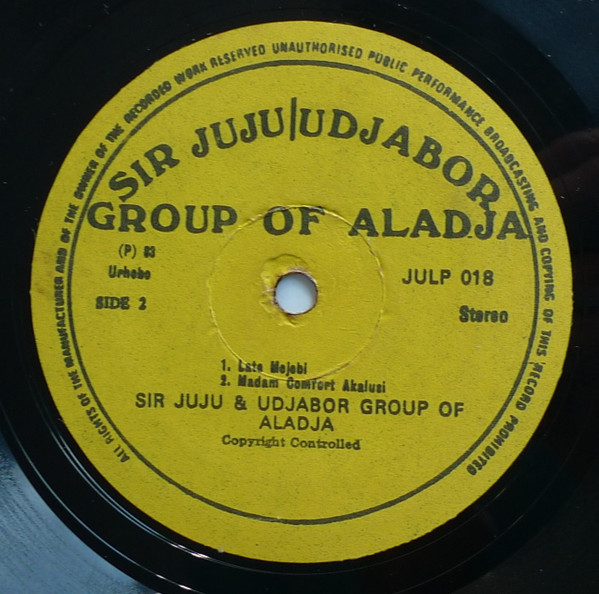 ALL RIGHTS OF THE MANUFACTURER AND OF THE OWNER OF THE RECORDED WORK RESERVED UNAUTHORISED PUBLIC PERFORMANCE BROADCASTING AND COPYING OF THIS RECORD PROHIBITED
SIR JUJU/UDJABOR
GROUP OF ALADJA
(P) 83
Urhobo
JULP 018
SIDE 2
Stereo
1. Late Mojobi
2. Madam Comfort Akalusi
SIR JUJU & UDJABOR GROUP OF
ALADJA
Copyright Controlled